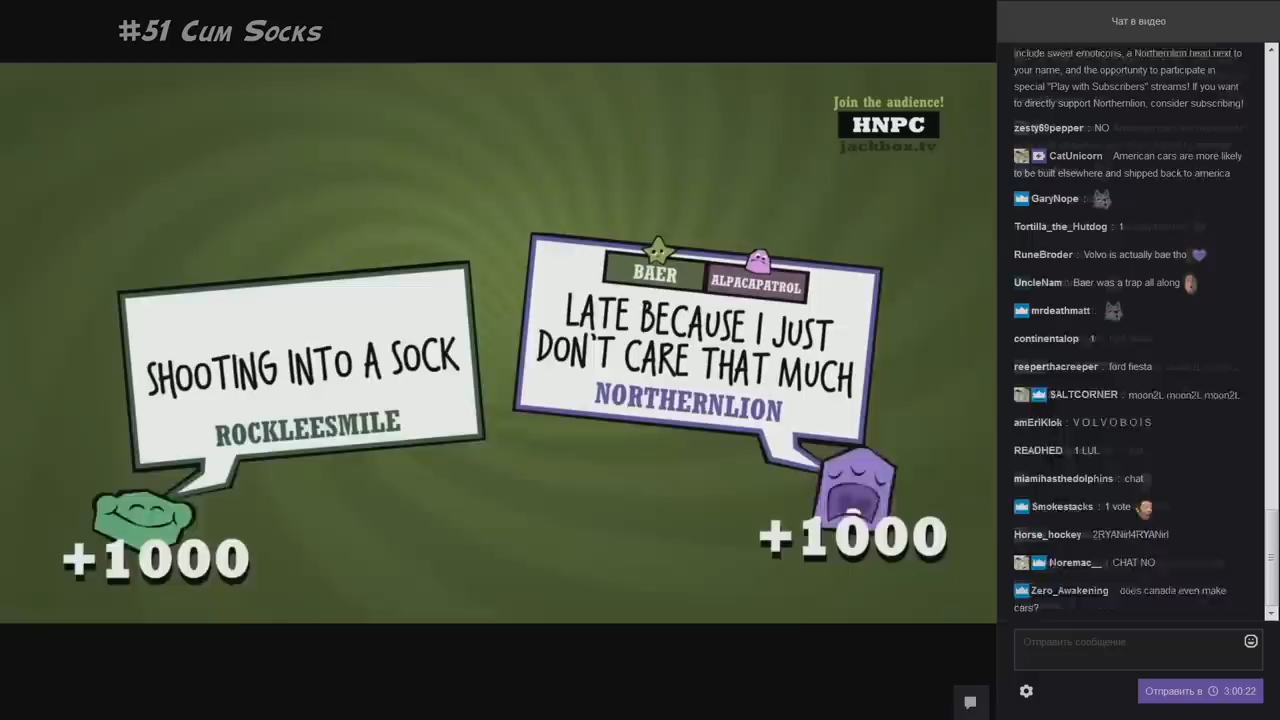 #51 Cum Socks
Join the audience!
HNPC
jackbox.tv
SHOOTING INTO A SOCK
ROCKLEESMILE
+1000
BAER
ALPACAPATROL
LATE BECAUSE I JUST
DON'T CARE THAT MUCH
NORTHERNLION
+1000
Чат в видео
include sweet emoticons, a Northernlion head next to
your name, and the opportunity to participate in
special "Play with Subscribers" streams! If you want
to directly support Northernlion, consider subscribing!
zesty69pepper : NO
CatUnicorn American cars are more likely
to be built elsewhere and shipped back to america
GaryNope :
Tortilla_the_Hutdog : 1
RuneBroder : Volvo is actually bae tho
UncleNam : Baer was a trap all along
mrdeathmatt :
continentalop : 1
reeperthacreeper : ford fiesta
SALTCORNER : moon2L moon2L moon2L
amEriKlok : V O L V O B O I S
READHED : 1 LUL
miamihasthedolphins : chat
Smokestacks : 1 vote
Horse_hockey : 2RYANirl4RYANirl
Noremac__ : CHAT NO
Zero_Awakening : does canada even make
cars?
Отправить сообщение
Отправить в 3:00:22